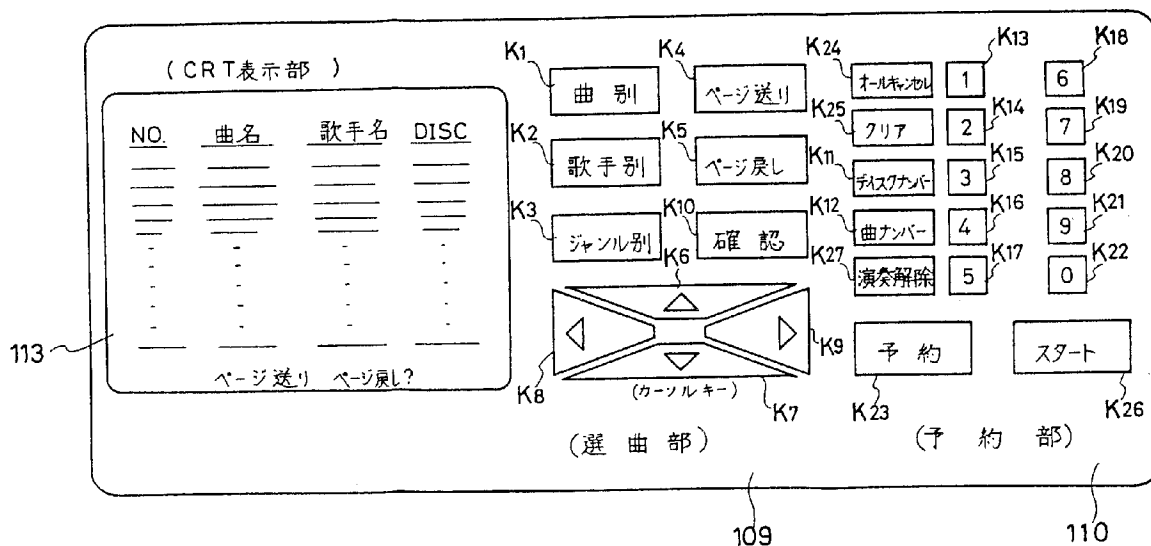 (CRT表示部)
NO. 曲名 歌手名 DISC
ページ送り ページ戻し?
113
K1 曲別
K4 ページ送り
K2 歌手別
K5 ページ戻し
K3 ジャンル別
K10 確認
K6
K8
K9
(カーソルキー)
K7
(選曲部)
109
K24 オールキャンセル
K13 1
K18 6
K25 クリア
K14 2
K19 7
K11 ディスクナンバー
K15 3
K20 8
K12 曲ナンバー
K16 4
K21 9
K27 演奏解除
K17 5
K22 0
予約
K23
スタート
K26
(予約部)
110